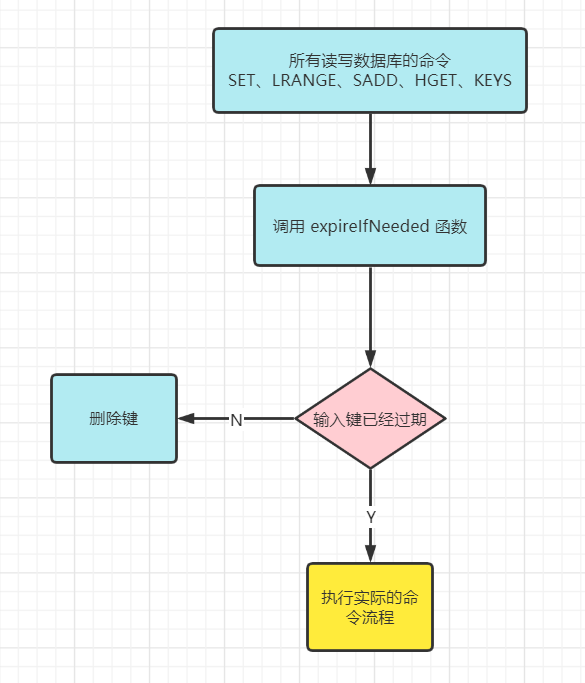 所有读写数据库的命令
SET、LRANGE、SADD、HGET、KEYS
调用 expireIfNeeded 函数
输入键已经过期
N
删除键
Y
执行实际的命
令流程